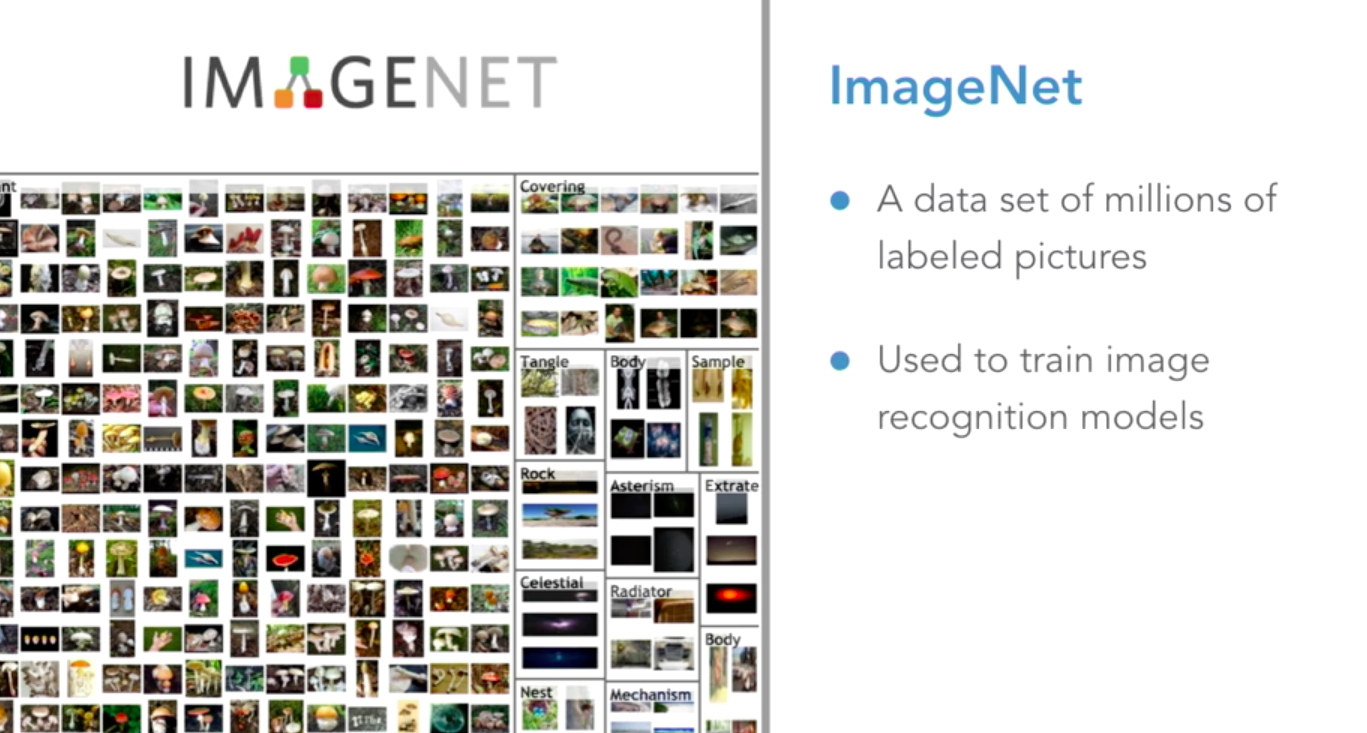 IMAGENET
nt
Covering
Tangle
Body
Sample
Rock
Asterism
Extrate
Celestial
Radiator
Body
Nest
Mechanism
ImageNet
A data set of millions of
labeled pictures
Used to train image
recognition models